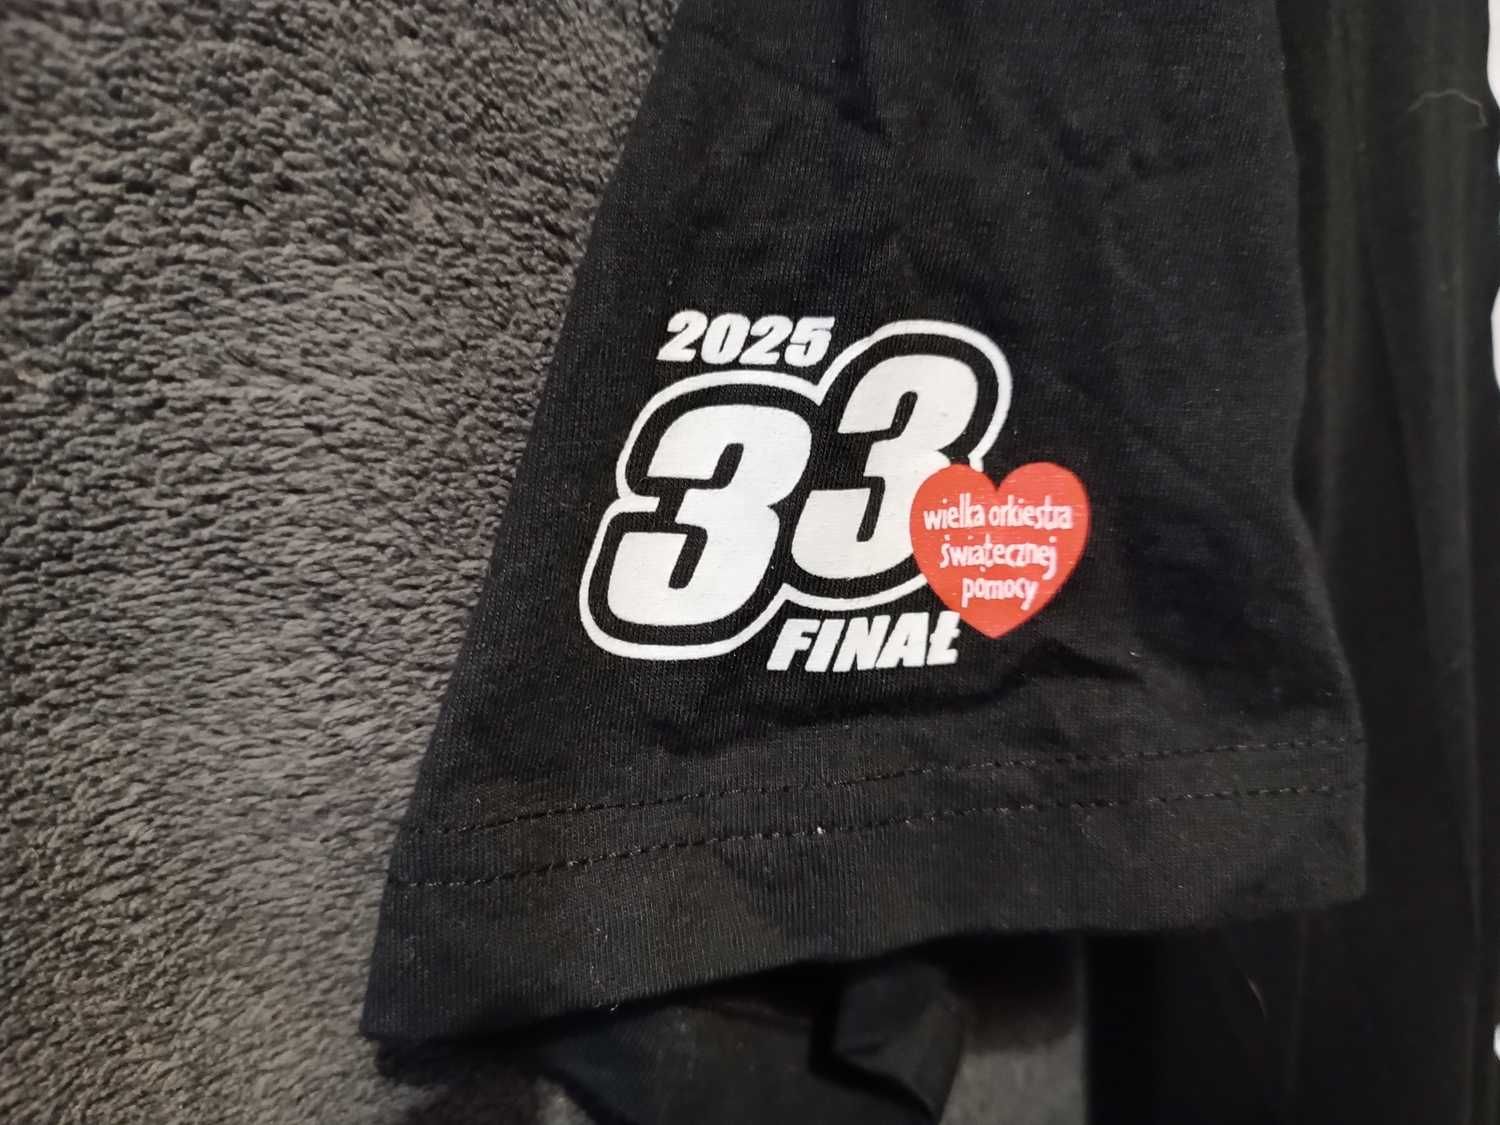 2025
33
FINAŁ
wielka orkiestra
świątecznej
pomocy